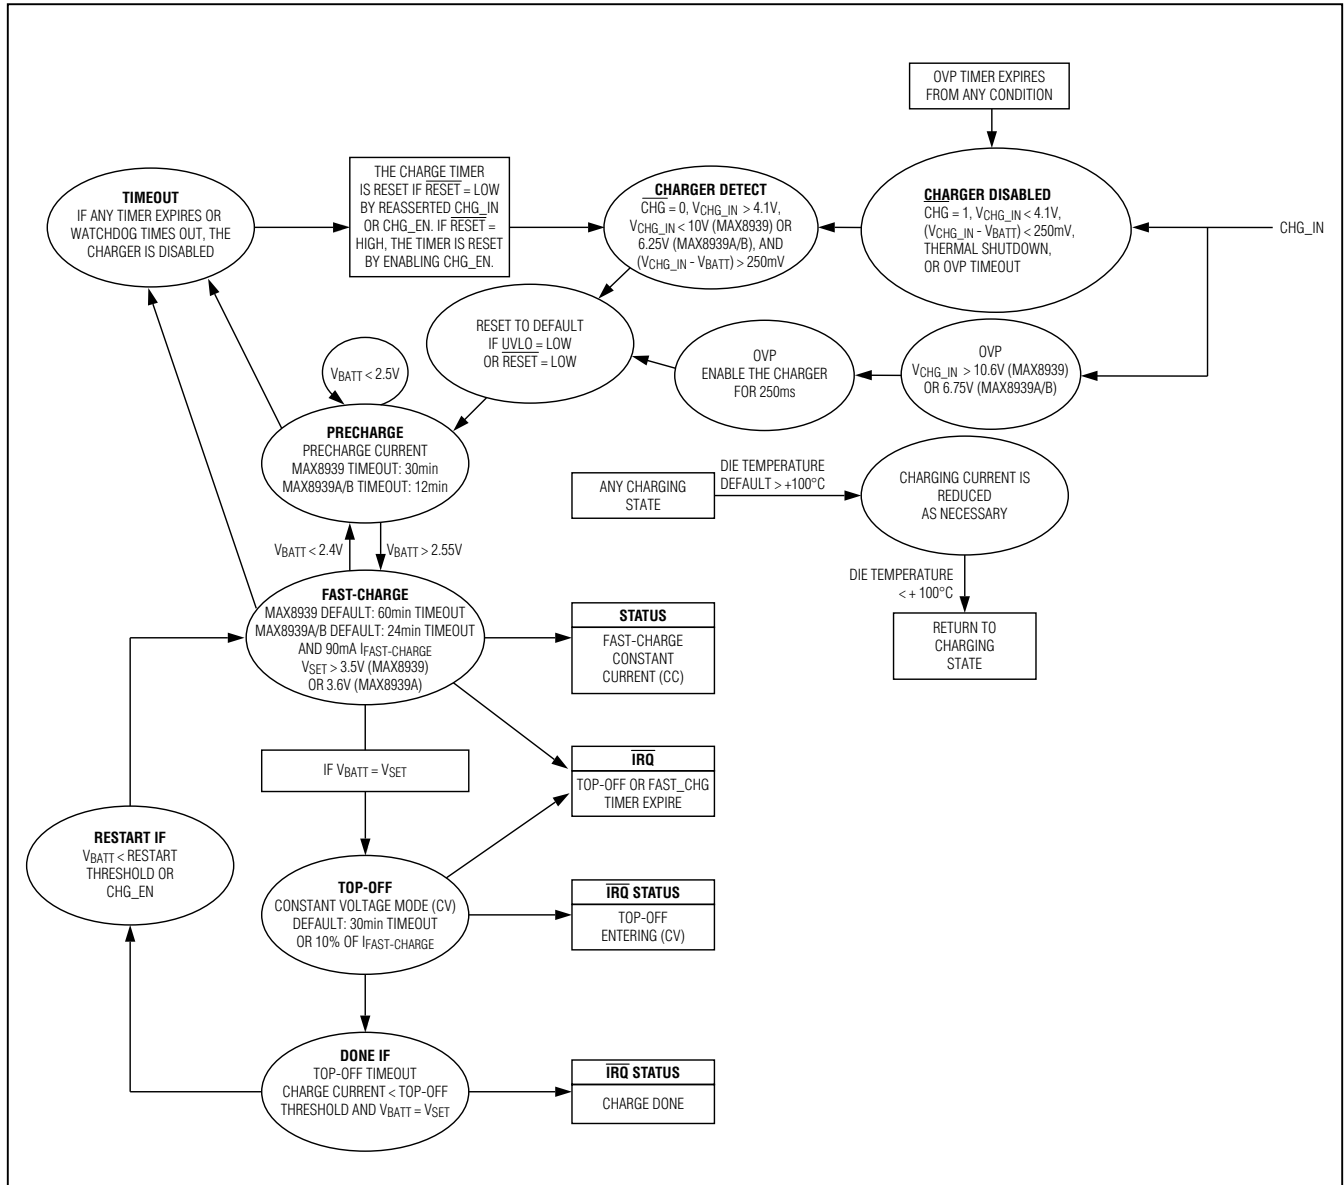 OVP TIMER EXPIRES
FROM ANY CONDITION
TIMEOUT
IF ANY TIMER EXPIRES OR
WATCHDOG TIMES OUT, THE
CHARGER IS DISABLED
THE CHARGE TIMER
IS RESET IF RESET = LOW
BY REASSERTED CHG_IN
OR CHG_EN. IF RESET =
HIGH, THE TIMER IS RESET
BY ENABLING CHG_EN.
CHARGER DETECT
CHG = 0, VCHG_IN > 4.1V,
VCHG_IN < 10V (MAX8939) OR
6.25V (MAX8939A/B), AND
(VCHG_IN - VBATT) > 250mV
CHARGER DISABLED
CHG = 1, VCHG_IN < 4.1V,
(VCHG_IN - VBATT) < 250mV,
THERMAL SHUTDOWN,
OR OVP TIMEOUT
CHG_IN
RESET TO DEFAULT
IF UVLO = LOW
OR RESET = LOW
OVP
ENABLE THE CHARGER
FOR 250ms
OVP
VCHG_IN > 10.6V (MAX8939)
OR 6.75V (MAX8939A/B)
VBATT < 2.5V
PRECHARGE
PRECHARGE CURRENT
MAX8939 TIMEOUT: 30min
MAX8939A/B TIMEOUT: 12min
ANY CHARGING
STATE
DIE TEMPERATURE
DEFAULT > +100°C
CHARGING CURRENT IS
REDUCED
AS NECESSARY
VBATT < 2.4V
VBATT > 2.55V
DIE TEMPERATURE
< + 100°C
RETURN TO
CHARGING
STATE
FAST-CHARGE
MAX8939 DEFAULT: 60min TIMEOUT
MAX8939A/B DEFAULT: 24min TIMEOUT
AND 90mA IFAST-CHARGE
VSET > 3.5V (MAX8939)
OR 3.6V (MAX8939A)
STATUS
FAST-CHARGE
CONSTANT
CURRENT (CC)
IF VBATT = VSET
IRQ
TOP-OFF OR FAST_CHG
TIMER EXPIRE
RESTART IF
VBATT < RESTART
THRESHOLD OR
CHG_EN
TOP-OFF
CONSTANT VOLTAGE MODE (CV)
DEFAULT: 30min TIMEOUT
OR 10% OF IFAST-CHARGE
IRQ STATUS
TOP-OFF
ENTERING (CV)
DONE IF
TOP-OFF TIMEOUT
CHARGE CURRENT < TOP-OFF
THRESHOLD AND VBATT = VSET
IRQ STATUS
CHARGE DONE